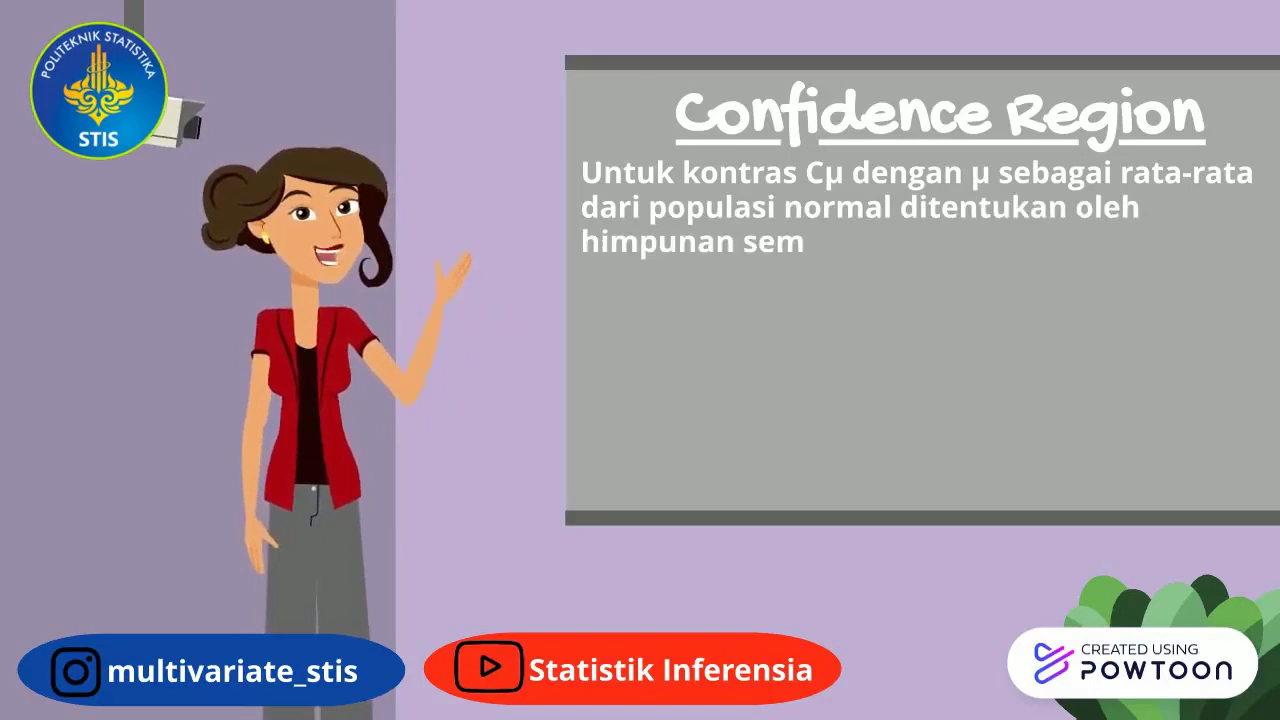 POLITEKNIK STATISTIKA
STIS
Confidence Region
Untuk kontras Cμ dengan μ sebagai rata-rata
dari populasi normal ditentukan oleh
himpunan sem
multivariate_stis
Statistik Inferensia
CREATED USING
POWTOON